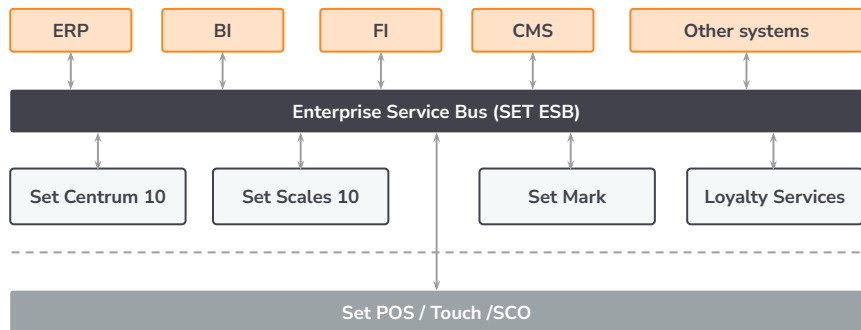 ERP
BI
FI
CMS
Other systems
Enterprise Service Bus (SET ESB)
Set Centrum 10
Set Scales 10
Set Mark
Loyalty Services
Set POS / Touch /SCO